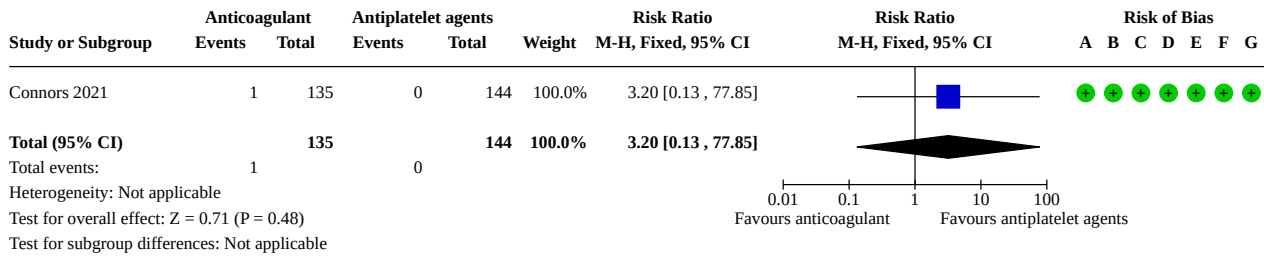 Anticoagulant Antiplatelet agents Risk Ratio Risk Ratio Risk of Bias
Study or Subgroup Events Total Events Total Weight M-H, Fixed, 95% CI M-H, Fixed, 95% CI A B C D E F G
Connors 2021 1 135 0 144 100.0% 3.20 [0.13 , 77.85] + + + + + + +
Total (95% CI) 135 144 100.0% 3.20 [0.13 , 77.85]
Total events: 1 0
Heterogeneity: Not applicable
0.01 0.1 1 10 100
Test for overall effect: Z = 0.71 (P = 0.48)
Favours anticoagulant Favours antiplatelet agents
Test for subgroup differences: Not applicable